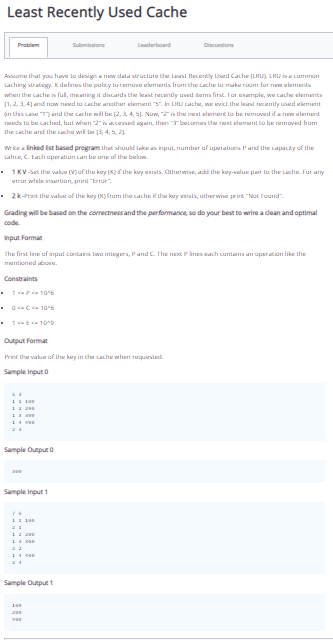 Least Recently Used Cache
Problem
Submissions
Leaderboard
Discussions
Assume that you have to design a new data structure the Least Recently Used Cache (LRU). LRU is a common
caching strategy. It defines the policy to remove elements from the cache to make room for new elements
when the cache is full, meaning it discards the least recently used items first. For example, we cache elements
[1, 2, 3, 4] and now need to cache another element "5". In LRU cache, we evict the least recently used element
(in this case "1") and the cache will be [2, 3, 4, 5]. Now, "2" is the next element to be removed if a new element
needs to be cached, but when "2" is accessed again, then "3" becomes the next element to be removed from
the cache and the cache will be [3, 4, 5, 2].
Write a linked list based program that should take as input, number of operations P and the capacity of the
cache, C. Each operation can be one of the below.
• 1 K V -Set the value (V) of the key (K) if the key exists. Otherwise, add the key-value pair to the cache. For any
error while insertion, print "Error".
• 2 k -Print the value of the key (K) from the cache if the key exists, otherwise print "Not Found".
Grading will be based on the correctness and the performance, so do your best to write a clean and optimal
code.
Input Format
The first line of input contains two integers, P and C. The next P lines each contains an operation like the
mentioned above.
Constraints
• 1 <= P <= 10^6
• 0 <= C <= 10^6
• 1 <= E <= 10^9
Output Format
Print the value of the key in the cache when requested.
Sample Input 0
1 1 100
1 2 200
1 3 300
1 4 400
2 3
Sample Output 0
300
Sample Input 1
1 1 100
2 1
1 2 200
1 3 300
2 2
1 4 400
2 4
Sample Output 1
100
200
400